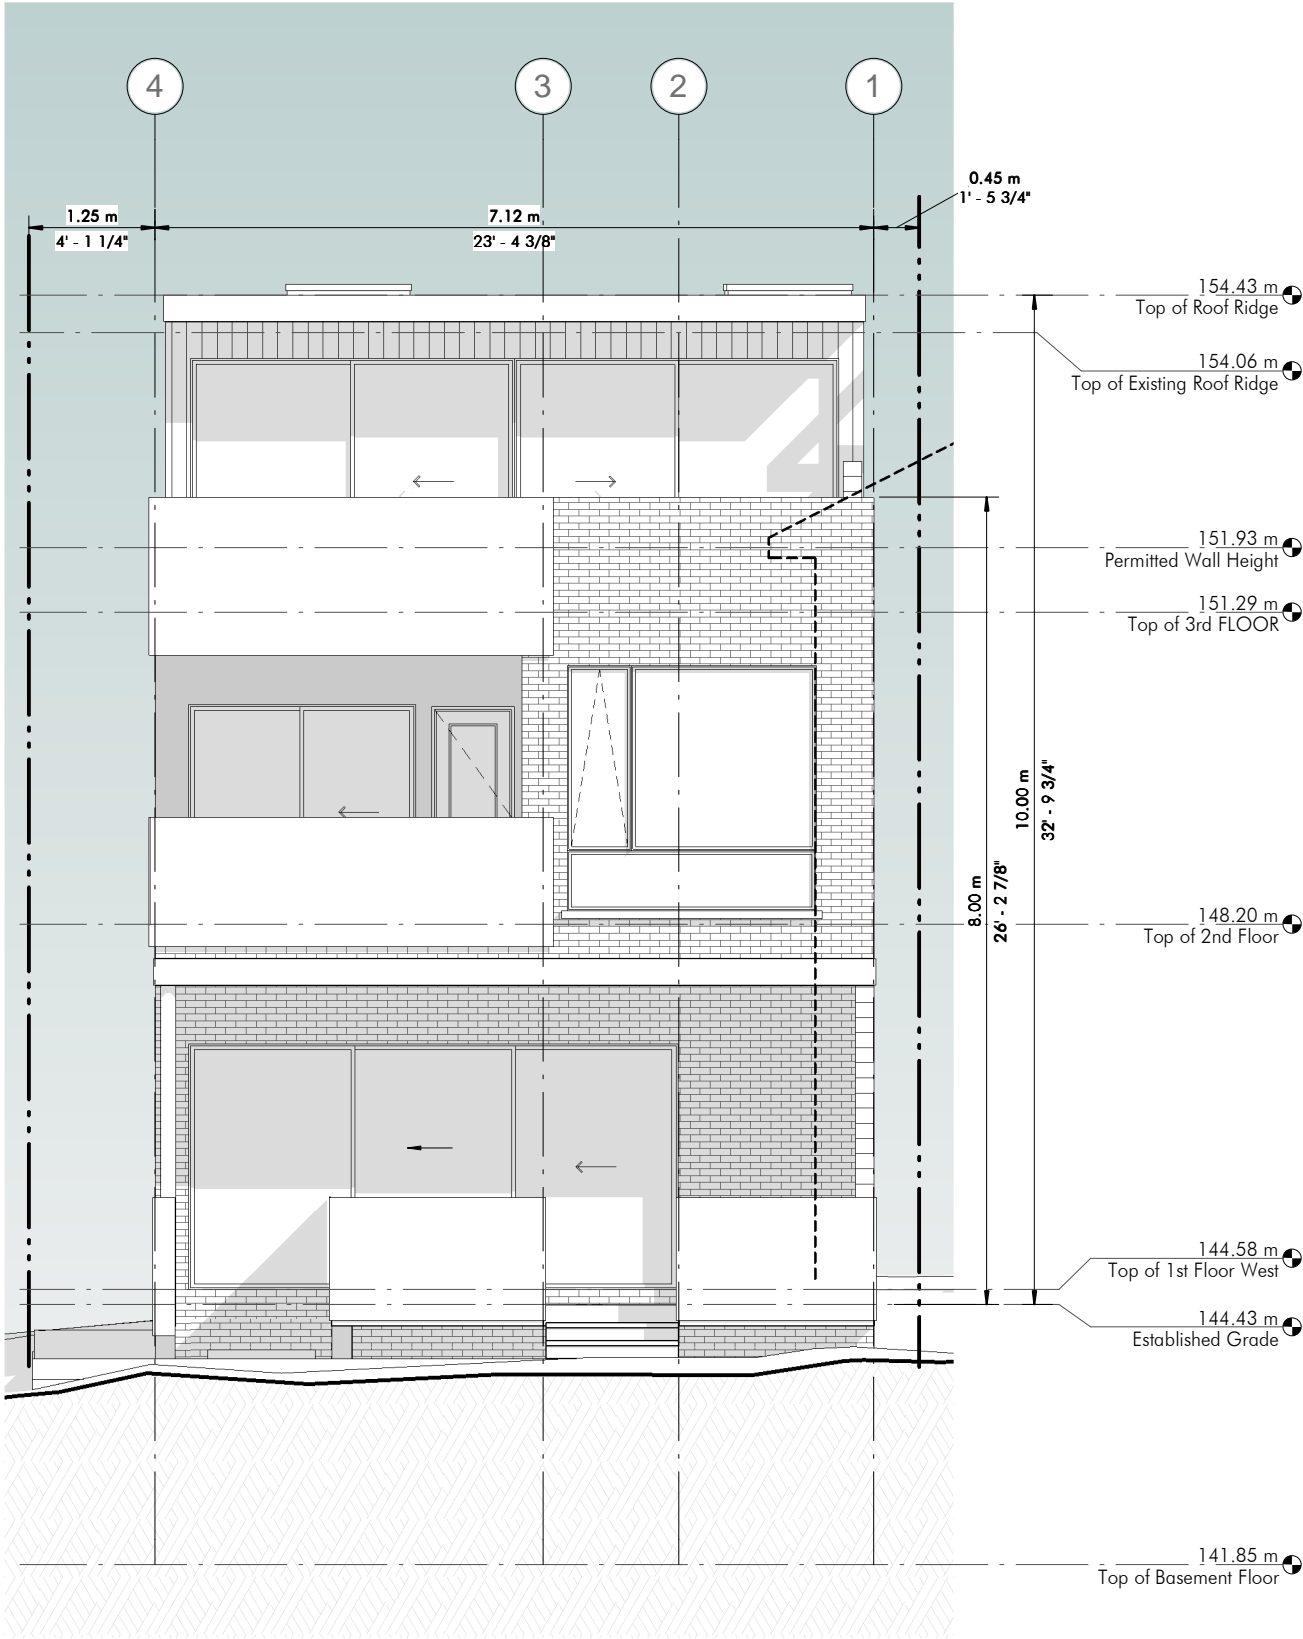 4
3
2
1
0.45 m
1' - 5 3/4"
1.25 m
4' - 1 1/4"
7.12 m
23' - 4 3/8"
154.43 m
Top of Roof Ridge
154.06 m
Top of Existing Roof Ridge
151.93 m
Permitted Wall Height
151.29 m
Top of 3rd FLOOR
10.00 m
32' - 9 3/4"
8.00 m
26' - 2 7/8"
148.20 m
Top of 2nd Floor
144.58 m
Top of 1st Floor West
144.43 m
Established Grade
141.85 m
Top of Basement Floor